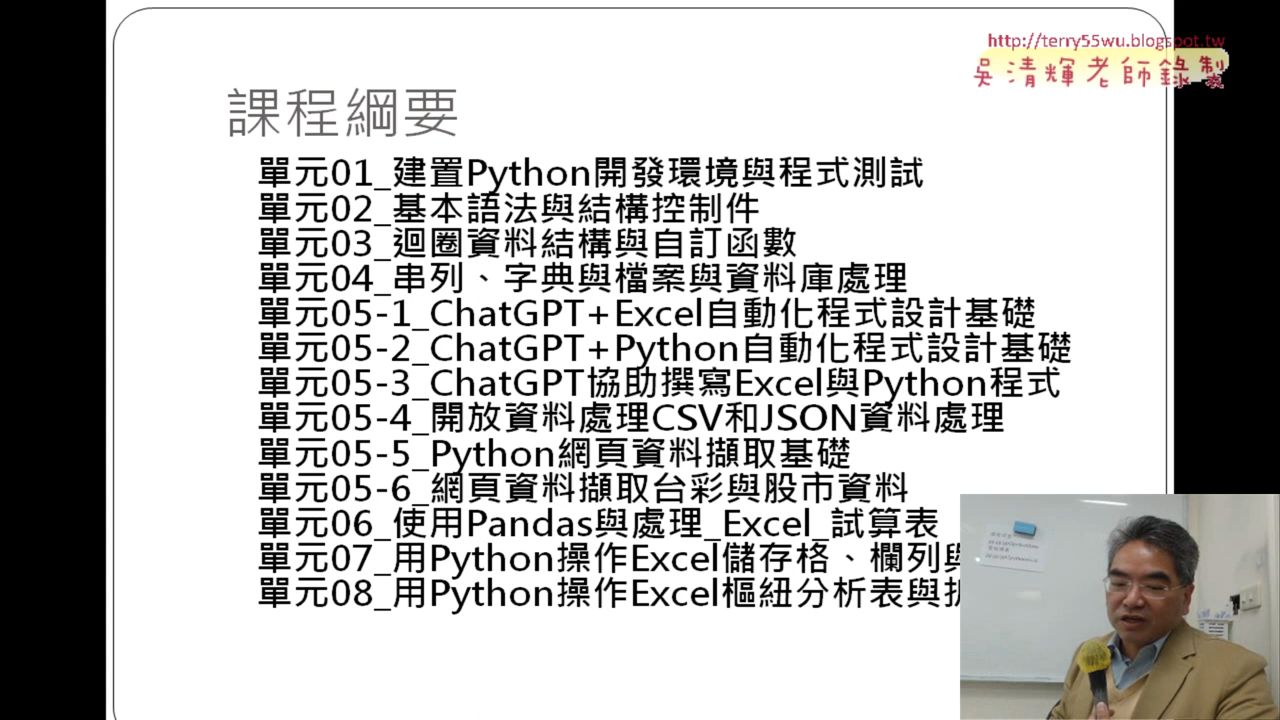 http://terry55wu.blogspot.tw
吳清輝老師錄製
課程綱要
單元01_建置Python開發環境與程式測試
單元02_基本語法與結構控制件
單元03_迴圈資料結構與自訂函數
單元04_串列、字典與檔案與資料庫處理
單元05-1_ChatGPT+Excel自動化程式設計基礎
單元05-2_ChatGPT+Python自動化程式設計基礎
單元05-3_ChatGPT協助撰寫Excel與Python程式
單元05-4_開放資料處理CSV和JSON資料處理
單元05-5_Python網頁資料擷取基礎
單元05-6_網頁資料擷取台彩與股市資料
單元06_使用Pandas與處理_Excel_試算表
單元07_用Python操作Excel儲存格、欄列與
單元08_用Python操作Excel樞紐分析表與